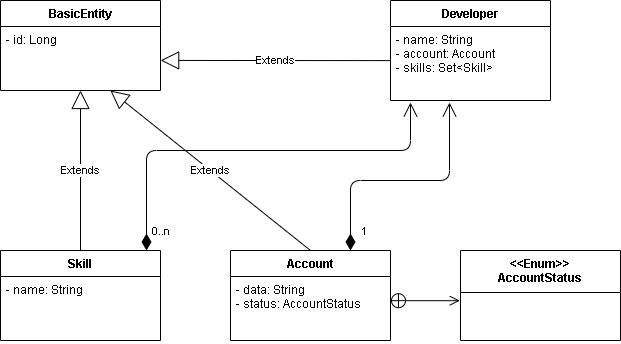 BasicEntity
- id: Long
Developer
- name: String
- account: Account
- skills: Set<Skill>
Extends
Extends
Extends
0..n
1
Skill
- name: String
Account
- data: String
- status: AccountStatus
<<Enum>>
AccountStatus